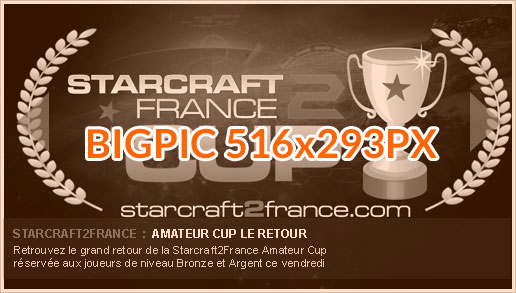 STARCRAFT
FRANCE 2
CUP
BIGPIC 516x293PX
starcraft2france.com
STARCRAFT2FRANCE : AMATEUR CUP LE RETOUR
Retrouvez le grand retour de la Starcraft2France Amateur Cup
réservée aux joueurs de niveau Bronze et Argent ce vendredi